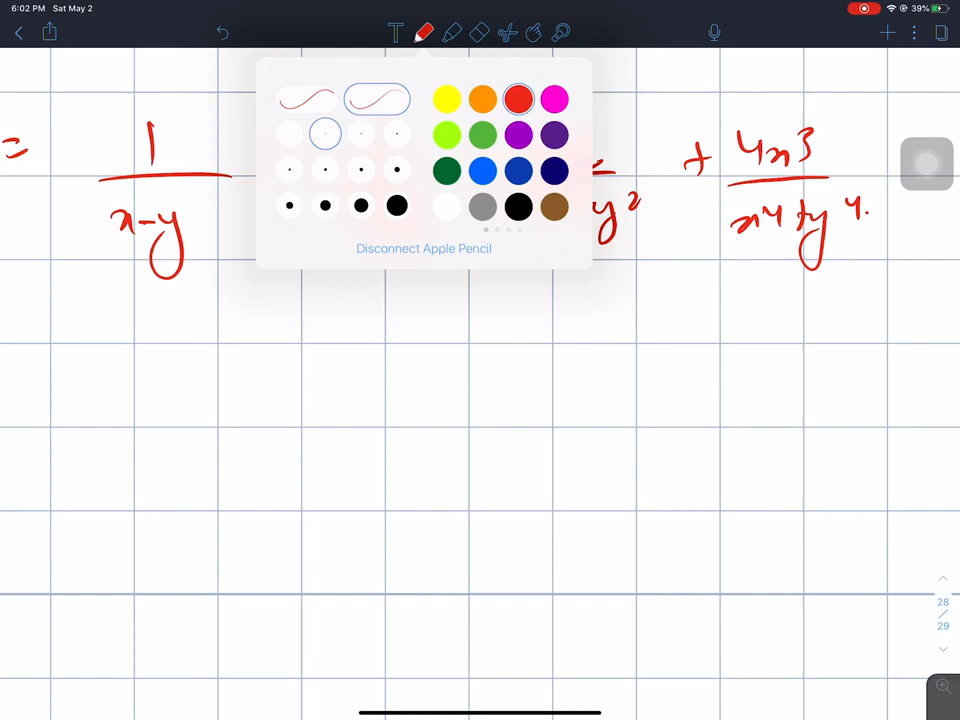 6:02 PM Sat May 2
39%
T
= 1 + 4x3
x-y y2 x4+y4.
Disconnect Apple Pencil
28
/
29